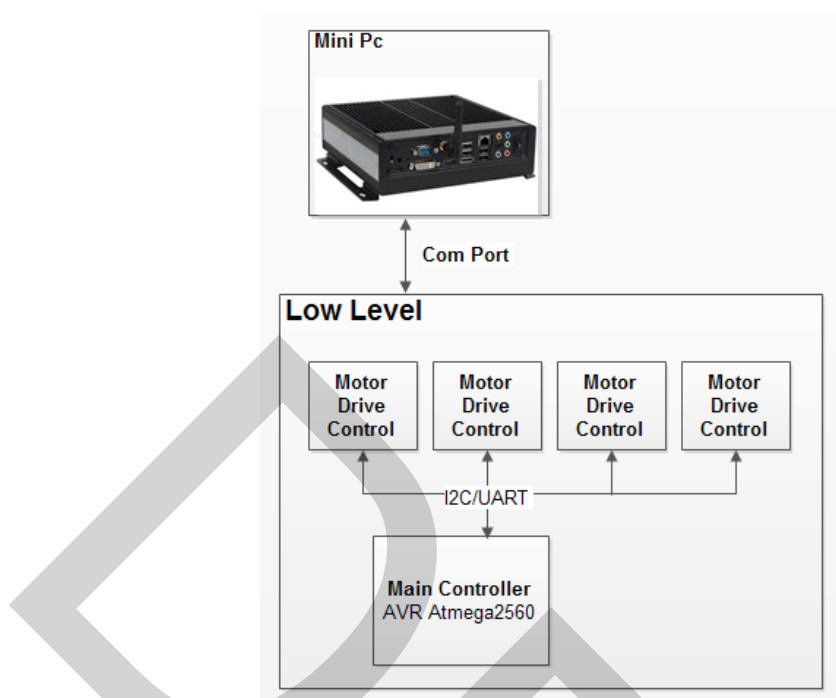 Mini Pc
Com Port
Low Level
Motor
Drive
Control
Motor
Drive
Control
Motor
Drive
Control
Motor
Drive
Control
I2C/UART
Main Controller
AVR Atmega2560